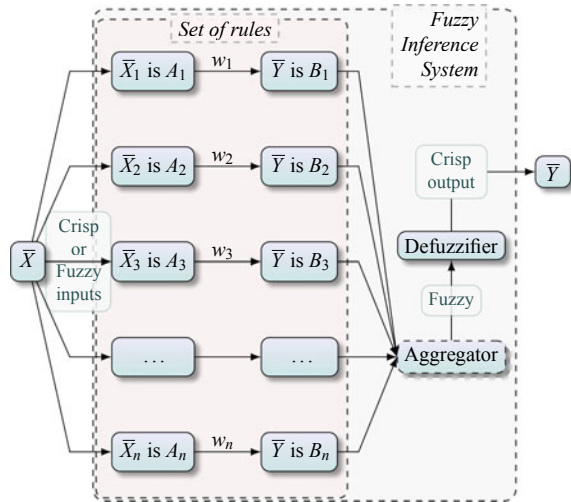 Set of rules
Fuzzy
Inference
System
X̅₁ is A₁
w₁
Y̅ is B₁
X̅₂ is A₂
w₂
Y̅ is B₂
Crisp
output
Y̅
X̅
Crisp
or
Fuzzy
inputs
X̅₃ is A₃
w₃
Y̅ is B₃
Defuzzifier
Fuzzy
...
...
Aggregator
X̅ₙ is Aₙ
wₙ
Y̅ is Bₙ